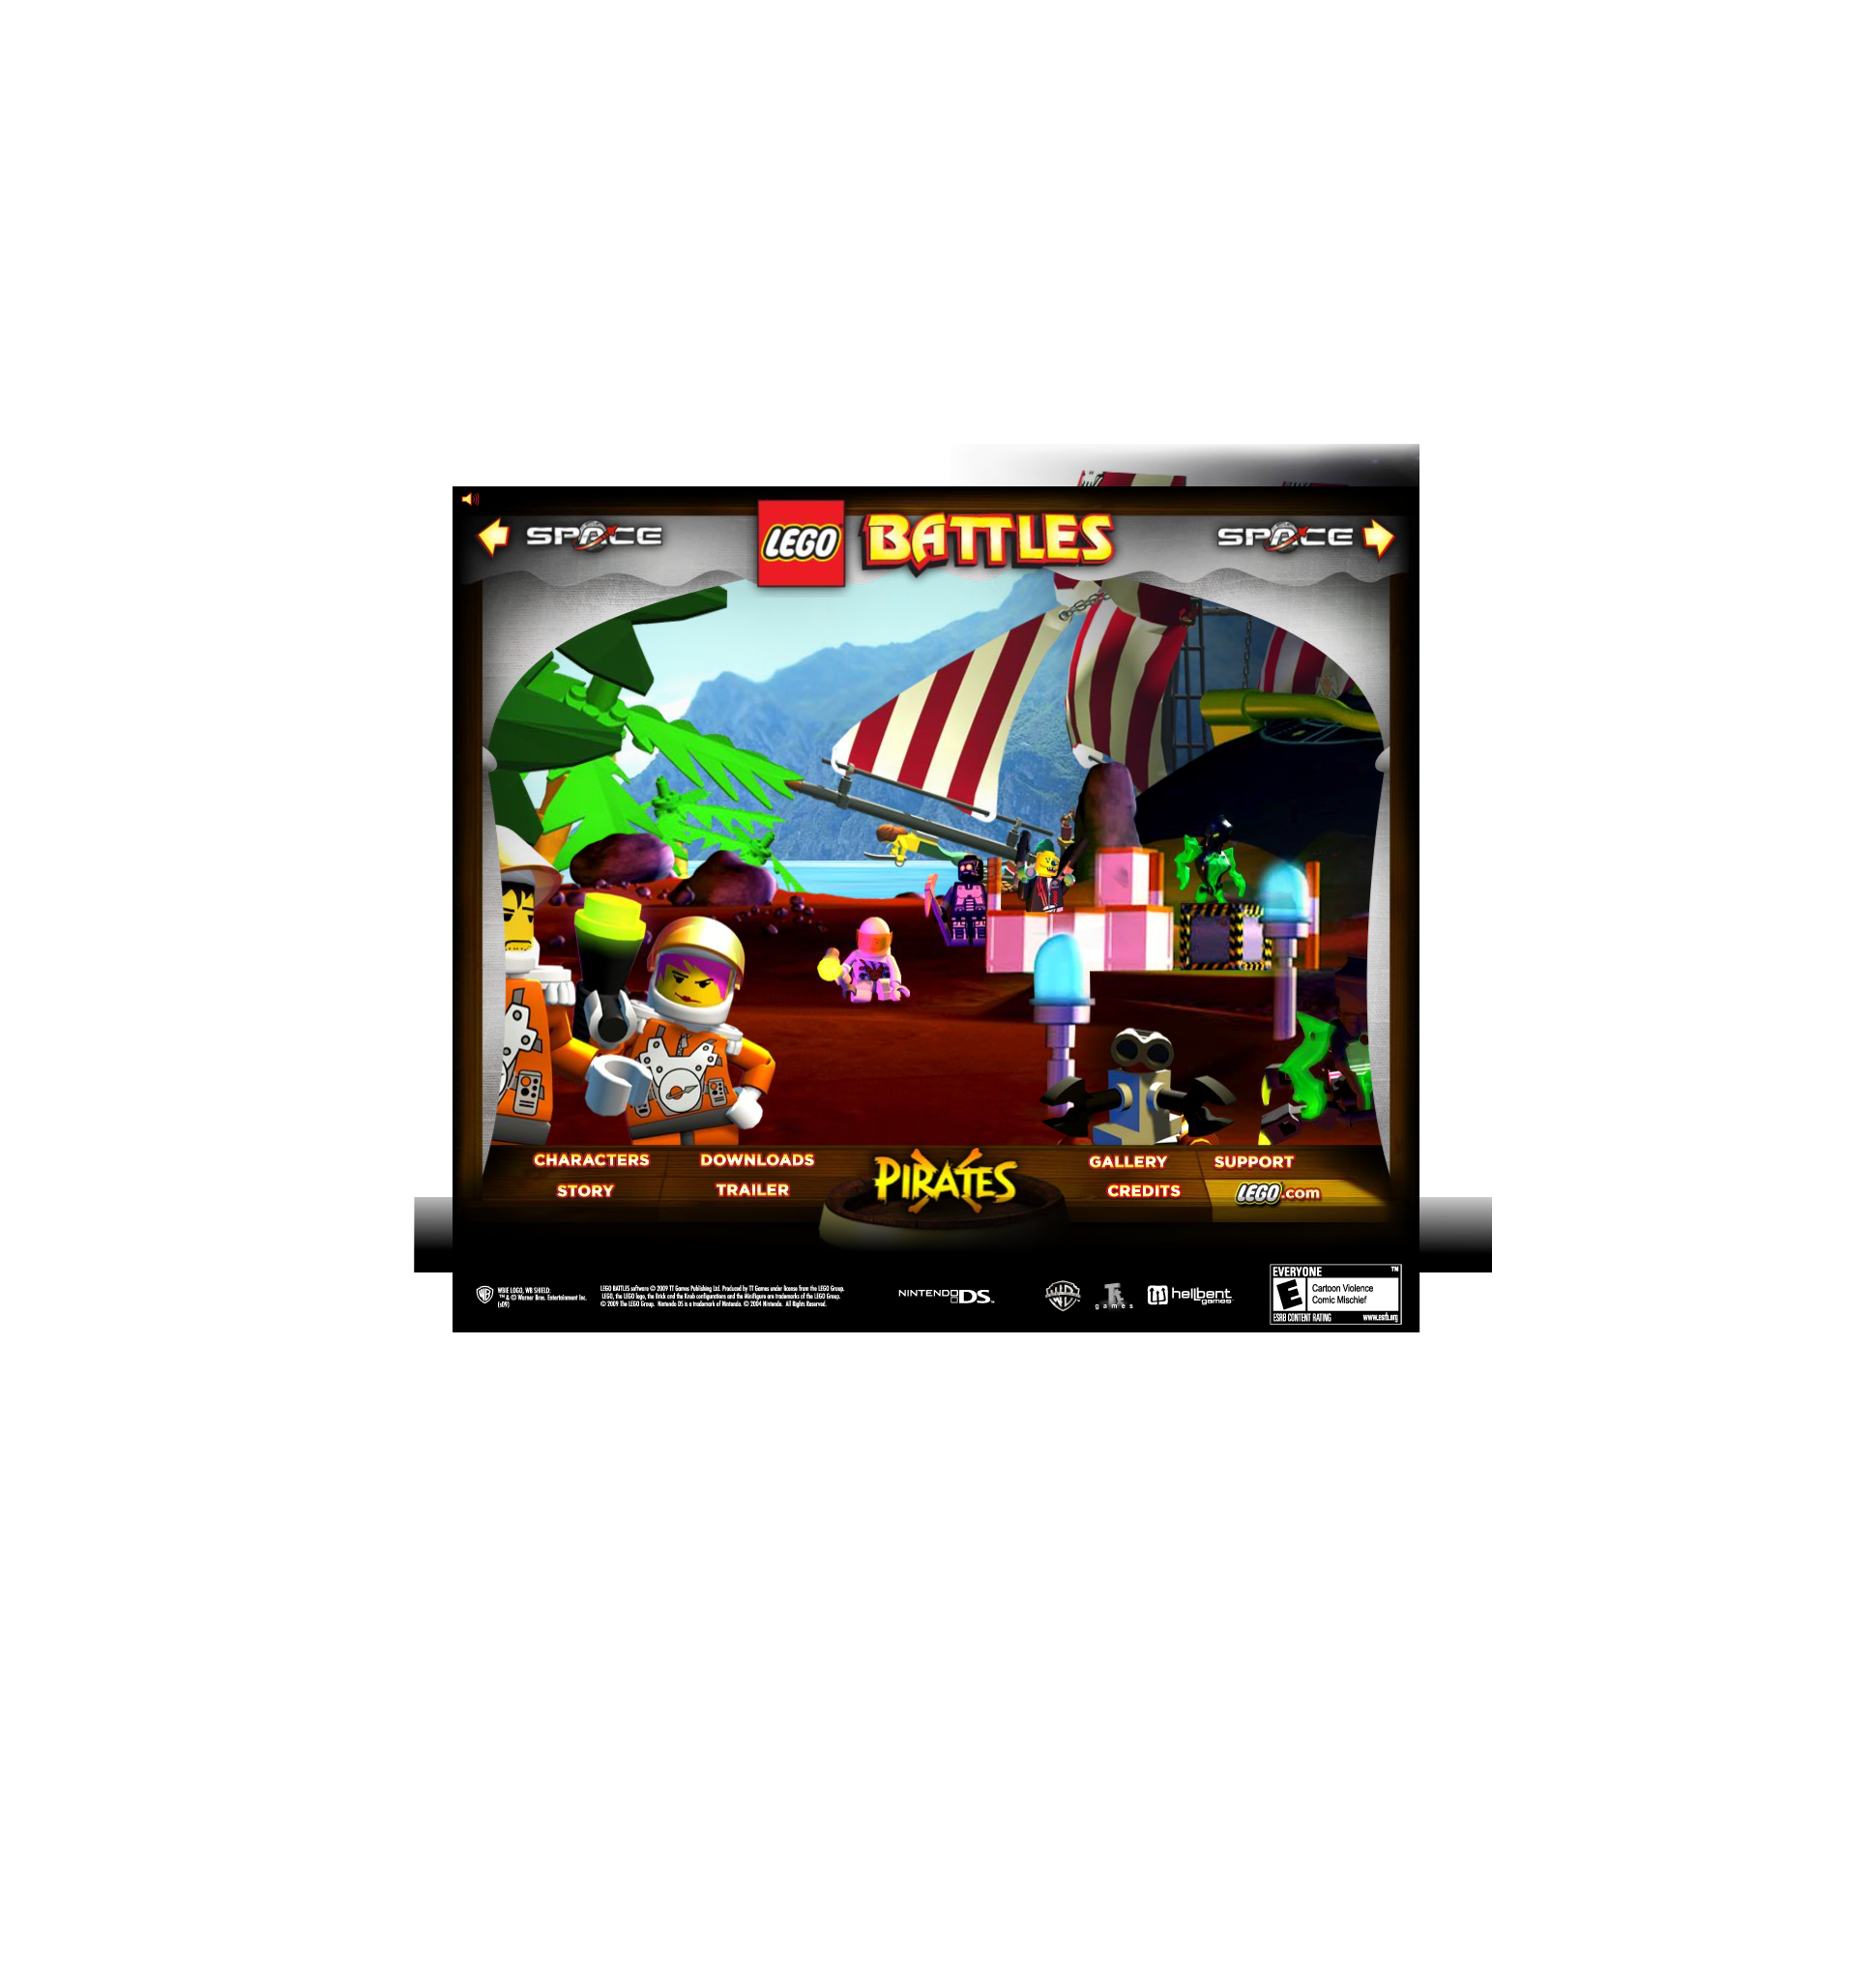 SPACE
LEGO BATTLES
SPACE
CHARACTERS
DOWNLOADS
STORY
TRAILER
PIRATES
GALLERY
SUPPORT
CREDITS
LEGO.com
WBIE LOGO, WB SHIELD:
™ & © Warner Bros. Entertainment Inc.
(s09)
LEGO BATTLES software © 2009 TT Games Publishing Ltd. Produced by TT Games under license from the LEGO Group.
LEGO, the LEGO logo, the Brick and the Knob configurations and the Minifigure are trademarks of the LEGO Group.
© 2009 The LEGO Group. Nintendo DS is a trademark of Nintendo. © 2004 Nintendo. All Rights Reserved.
NINTENDO DS™
games
hellbent
games
EVERYONE ™
E
Cartoon Violence
Comic Mischief
ESRB CONTENT RATING www.esrb.org